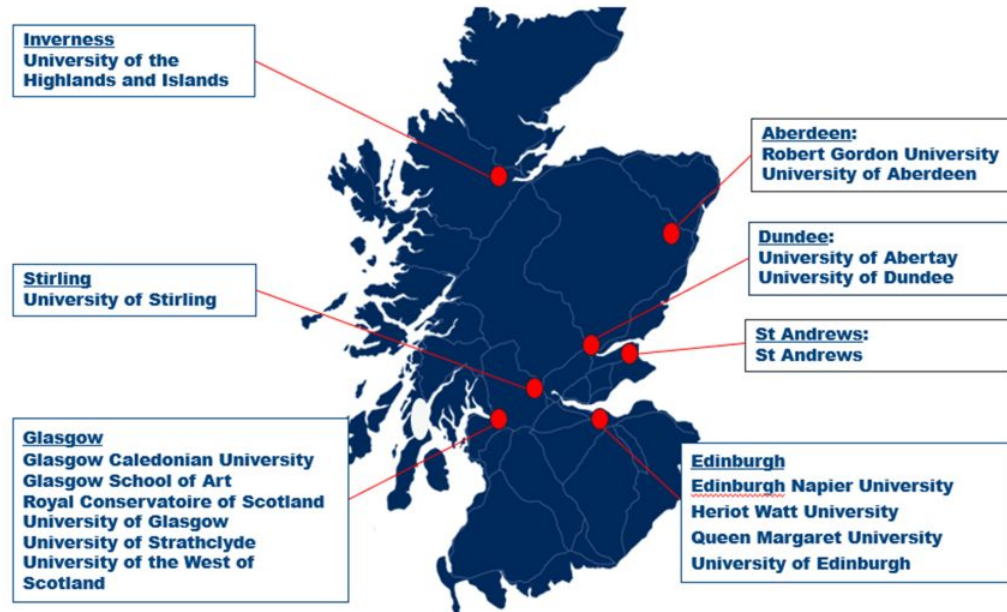 Inverness
University of the
Highlands and Islands
Aberdeen:
Robert Gordon University
University of Aberdeen
Dundee:
University of Abertay
University of Dundee
Stirling
University of Stirling
St Andrews:
St Andrews
Glasgow
Glasgow Caledonian University
Glasgow School of Art
Royal Conservatoire of Scotland
University of Glasgow
University of Strathclyde
University of the West of
Scotland
Edinburgh
Edinburgh Napier University
Heriot Watt University
Queen Margaret University
University of Edinburgh